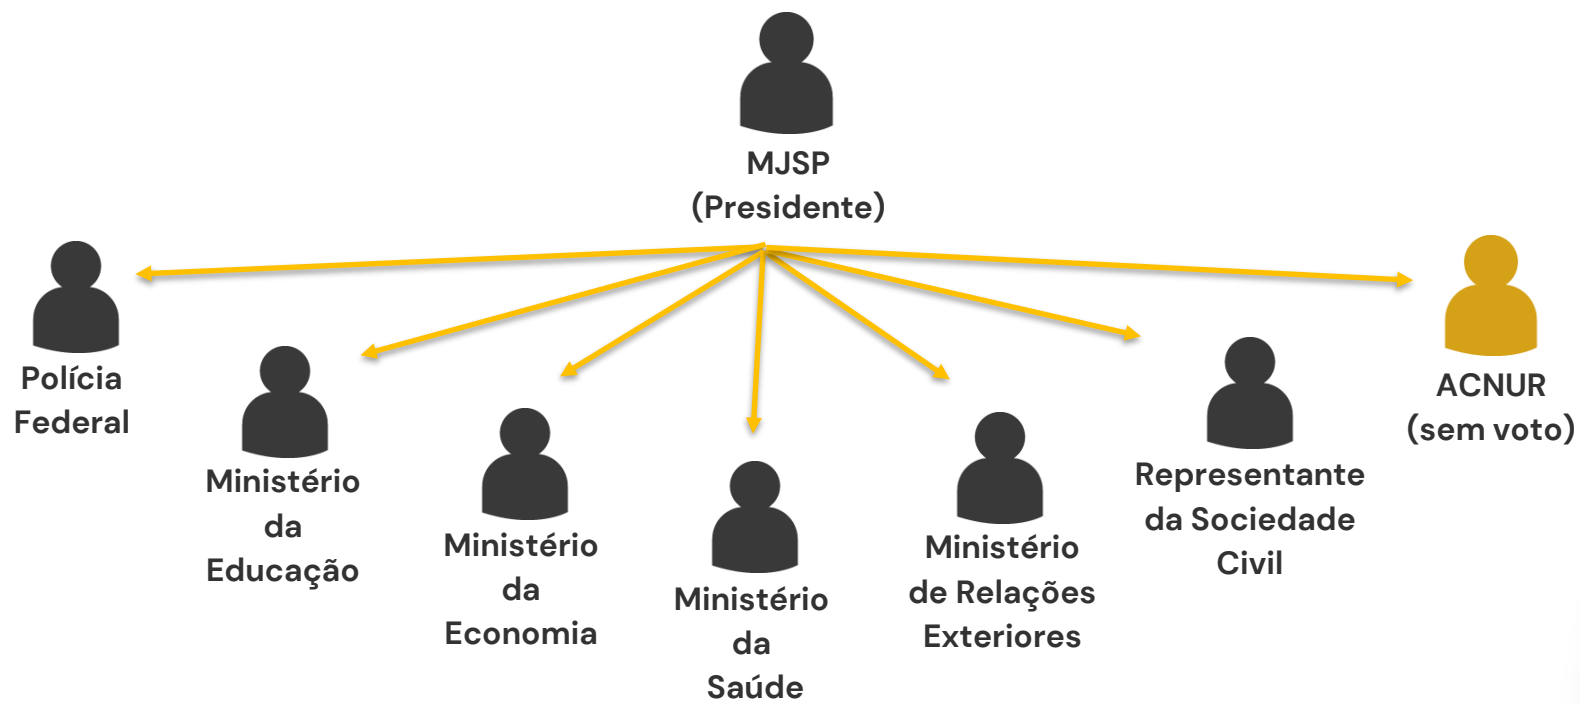 MJSP
(Presidente)
Polícia
Federal
Ministério
da
Educação
Ministério
da
Economia
Ministério
da
Saúde
Ministério
de Relações
Exteriores
Representante
da Sociedade
Civil
ACNUR
(sem voto)